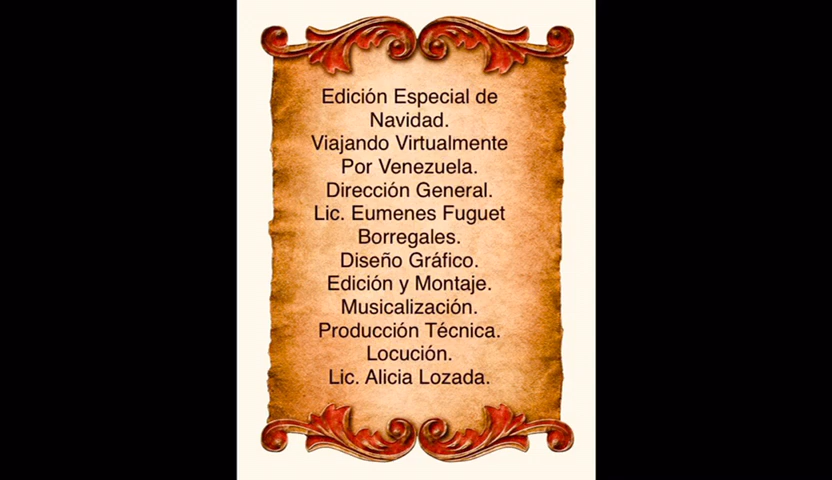 Edición Especial de
Navidad.
Viajando Virtualmente
Por Venezuela.
Dirección General.
Lic. Eumenes Fuguet
Borregales.
Diseño Gráfico.
Edición y Montaje.
Musicalización.
Producción Técnica.
Locución.
Lic. Alicia Lozada.